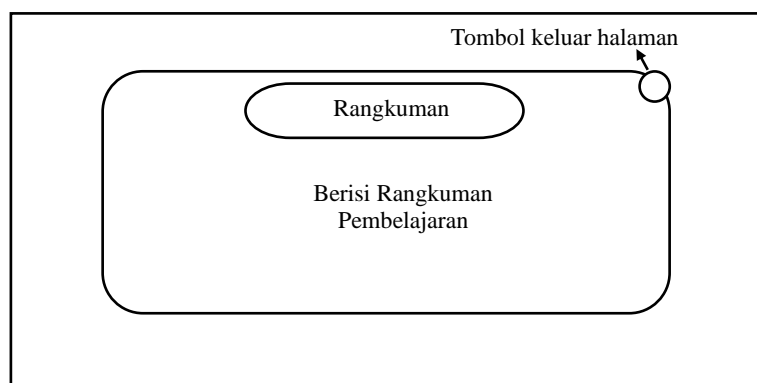 Tombol keluar halaman
Rangkuman
Berisi Rangkuman
Pembelajaran